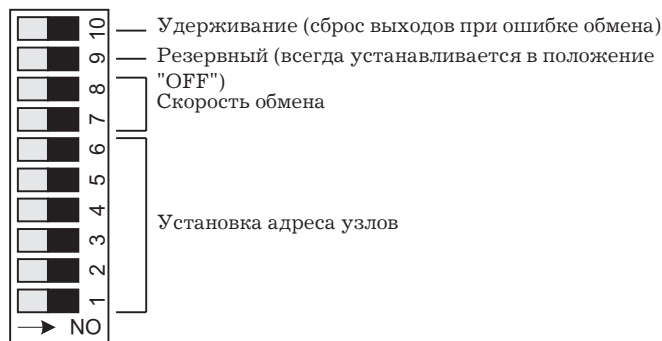 10 Удерживание (сброс выходов при ошибке обмена)
9 Резервный (всегда устанавливается в положение
"OFF")
8
Скорость обмена
7
6
5
4
Установка адреса узлов
3
2
1
→ NO